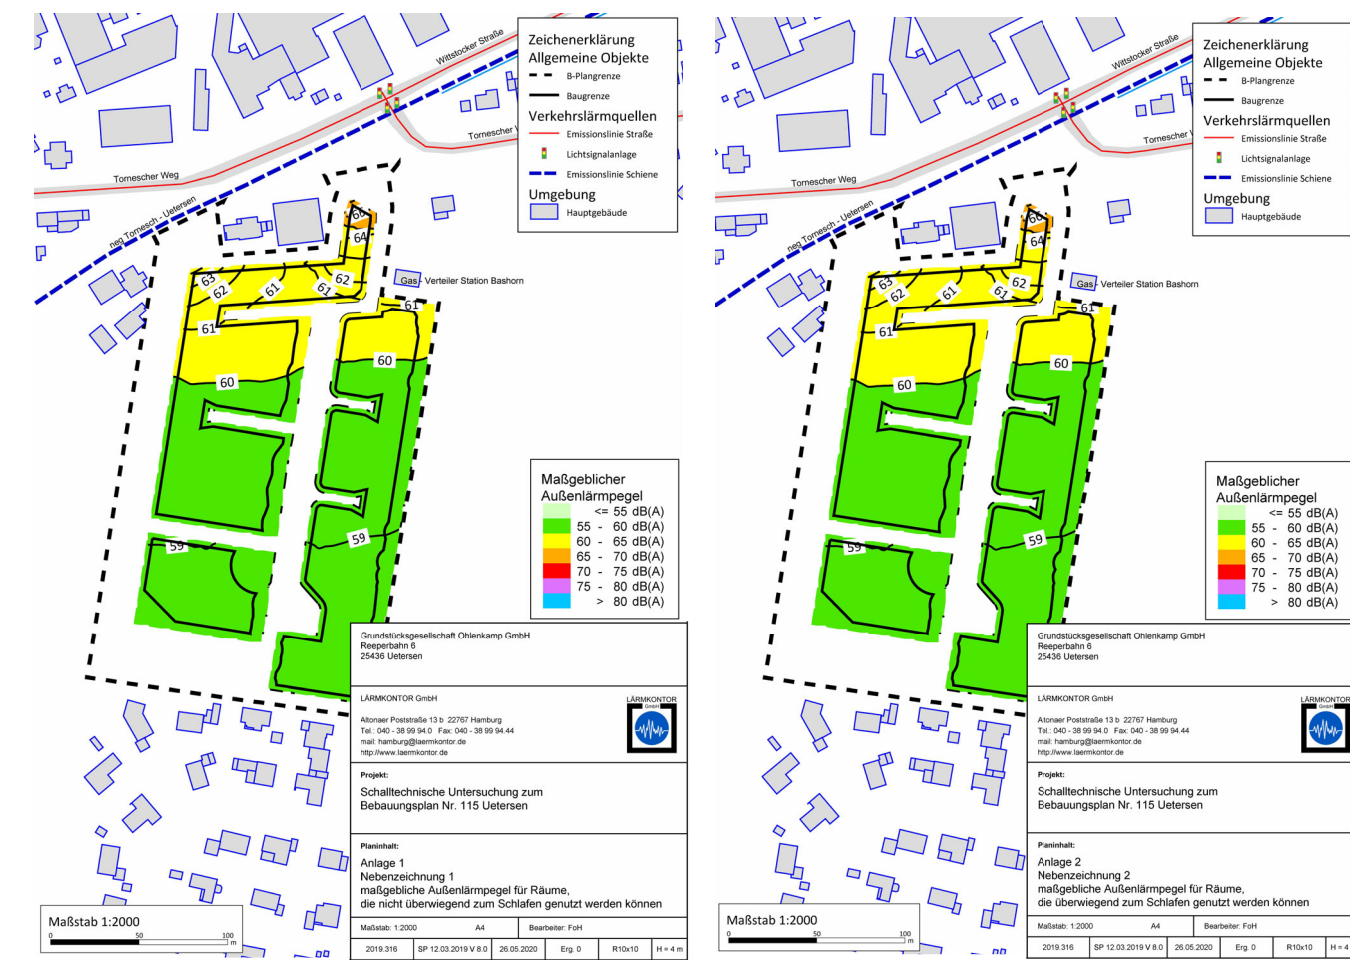 Zeichenerklärung
Allgemeine Objekte
B-Plangrenze
Baugrenze
Verkehrslärmquellen
Emissionslinie Straße
Lichtsignalanlage
Emissionslinie Schiene
Umgebung
Hauptgebäude
Wittstocker Straße
Tornescher
Tornescher Weg
neg Tornesch - Uetersen
Gas - Verteiler Station Bashorn
66
64
63
62
61
61
62
61
61
60
60
59
59
Maßgeblicher
Außenlärmpegel
<= 55 dB(A)
55 - 60 dB(A)
60 - 65 dB(A)
65 - 70 dB(A)
70 - 75 dB(A)
75 - 80 dB(A)
> 80 dB(A)
Grundstücksgesellschaft Ohlenkamp GmbH
Reeperbahn 6
25436 Uetersen
LÄRMKONTOR GmbH
Altonaer Poststraße 13 b 22767 Hamburg
Tel.: 040 - 38 99 94.0 Fax: 040 - 38 99 94.44
mail: hamburg@laermkontor.de
http://www.laermkontor.de
LÄRMKONTOR
GmbH
Projekt:
Schalltechnische Untersuchung zum
Bebauungsplan Nr. 115 Uetersen
Planinhalt:
Anlage 1
Nebenzeichnung 1
maßgebliche Außenlärmpegel für Räume,
die nicht überwiegend zum Schlafen genutzt werden können
Maßstab: 1:2000 A4 Bearbeiter: FoH
2019.316 SP 12.03.2019 V 8.0 26.05.2020 Erg. 0 R10x10 H = 4 m
Maßstab 1:2000
0 50 100
m
Zeichenerklärung
Allgemeine Objekte
B-Plangrenze
Baugrenze
Verkehrslärmquellen
Emissionslinie Straße
Lichtsignalanlage
Emissionslinie Schiene
Umgebung
Hauptgebäude
Wittstocker Straße
Tornescher
Tornescher Weg
neg Tornesch - Uetersen
Gas - Verteiler Station Bashorn
66
64
63
62
61
61
62
61
61
60
60
59
59
Maßgeblicher
Außenlärmpegel
<= 55 dB(A)
55 - 60 dB(A)
60 - 65 dB(A)
65 - 70 dB(A)
70 - 75 dB(A)
75 - 80 dB(A)
> 80 dB(A)
Grundstücksgesellschaft Ohlenkamp GmbH
Reeperbahn 6
25436 Uetersen
LÄRMKONTOR GmbH
Altonaer Poststraße 13 b 22767 Hamburg
Tel.: 040 - 38 99 94.0 Fax: 040 - 38 99 94.44
mail: hamburg@laermkontor.de
http://www.laermkontor.de
LÄRMKONTOR
GmbH
Projekt:
Schalltechnische Untersuchung zum
Bebauungsplan Nr. 115 Uetersen
Planinhalt:
Anlage 2
Nebenzeichnung 2
maßgebliche Außenlärmpegel für Räume,
die überwiegend zum Schlafen genutzt werden können
Maßstab: 1:2000 A4 Bearbeiter: FoH
2019.316 SP 12.03.2019 V 8.0 26.05.2020 Erg. 0 R10x10 H = 4
Maßstab 1:2000
0 50 100
m